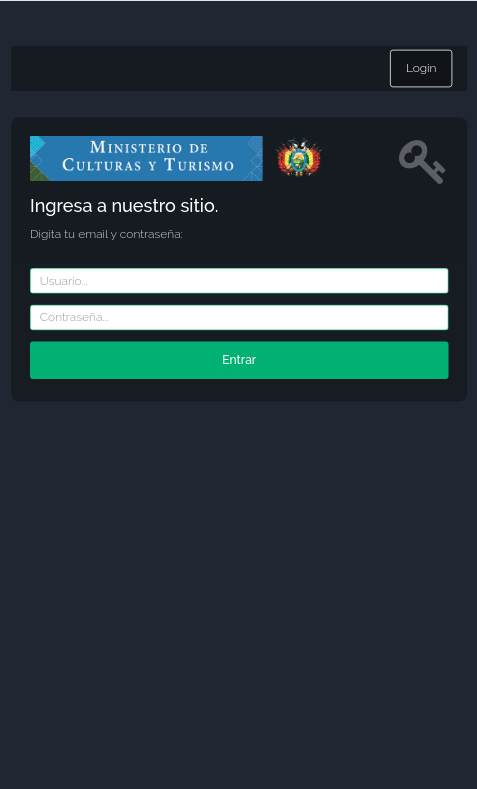 Login
MINISTERIO DE
CULTURAS Y TURISMO
Ingresa a nuestro sitio.
Digita tu email y contraseña:
Usuario...
Contraseña...
Entrar